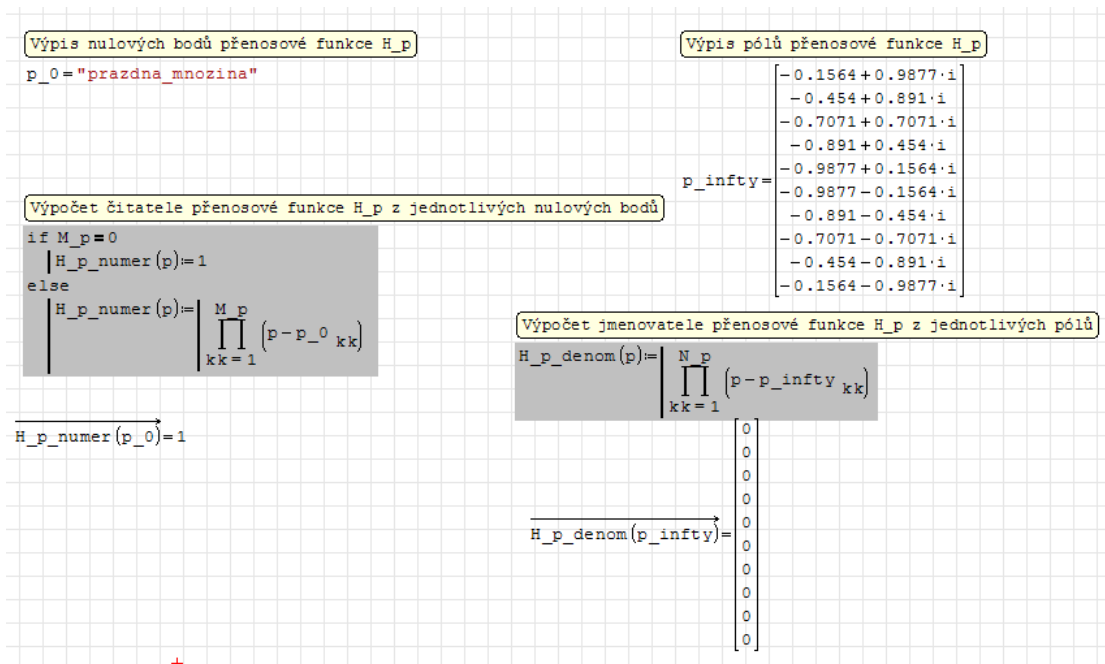 Výpis nulových bodů přenosové funkce H_p
p_0="prazdna_mnozina"
Výpis pólů přenosové funkce H_p
p_infty=
-0.1564+0.9877·i
-0.454+0.891·i
-0.7071+0.7071·i
-0.891+0.454·i
-0.9877+0.1564·i
-0.9877-0.1564·i
-0.891-0.454·i
-0.7071-0.7071·i
-0.454-0.891·i
-0.1564-0.9877·i
Výpočet čitatele přenosové funkce H_p z jednotlivých nulových bodů
if M_p=0
H_p_numer(p):=1
else
M_p
H_p_numer(p):=∏(p-p_0 kk)
kk=1
H_p_numer(p_0)=1
Výpočet jmenovatele přenosové funkce H_p z jednotlivých pólů
N_p
H_p_denom(p):=∏(p-p_infty kk)
kk=1
H_p_denom(p_infty)=
0
0
0
0
0
0
0
0
0
0